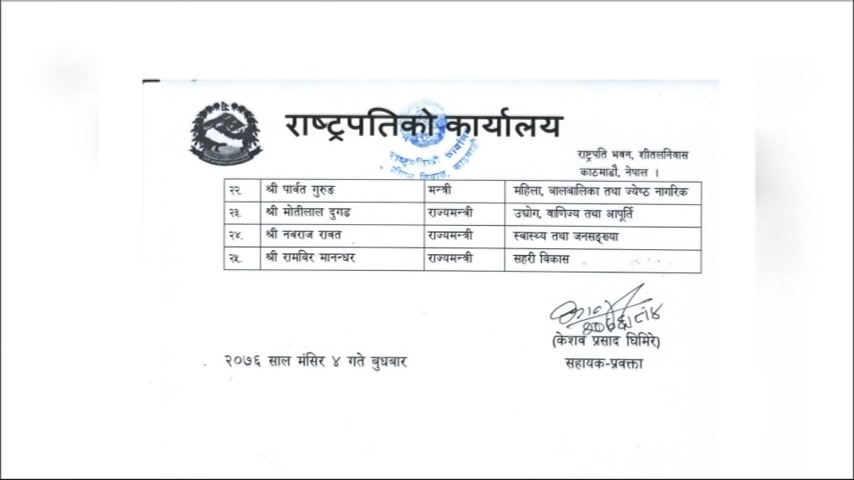 राष्ट्रपतिको कार्यालय
राष्ट्रपति भवन, शीतलनिवास
काठमाडौं, नेपाल ।
२२ श्री पार्वत गुरुङ मन्त्री महिला, बालबालिका तथा ज्येष्ठ नागरिक
२३. श्री मोतीलाल दुगड राज्यमन्त्री उद्योग, वाणिज्य तथा आपूर्ति
२४. श्री नवराज रावत राज्यमन्त्री स्वास्थ्य तथा जनसङ्ख्या
२५. श्री रामविर मानन्धर राज्यमन्त्री सहरी विकास
(केशव प्रसाद घिमिरे)
२०७६ साल मंसिर ४ गते बुधबार सहायक-प्रवक्ता